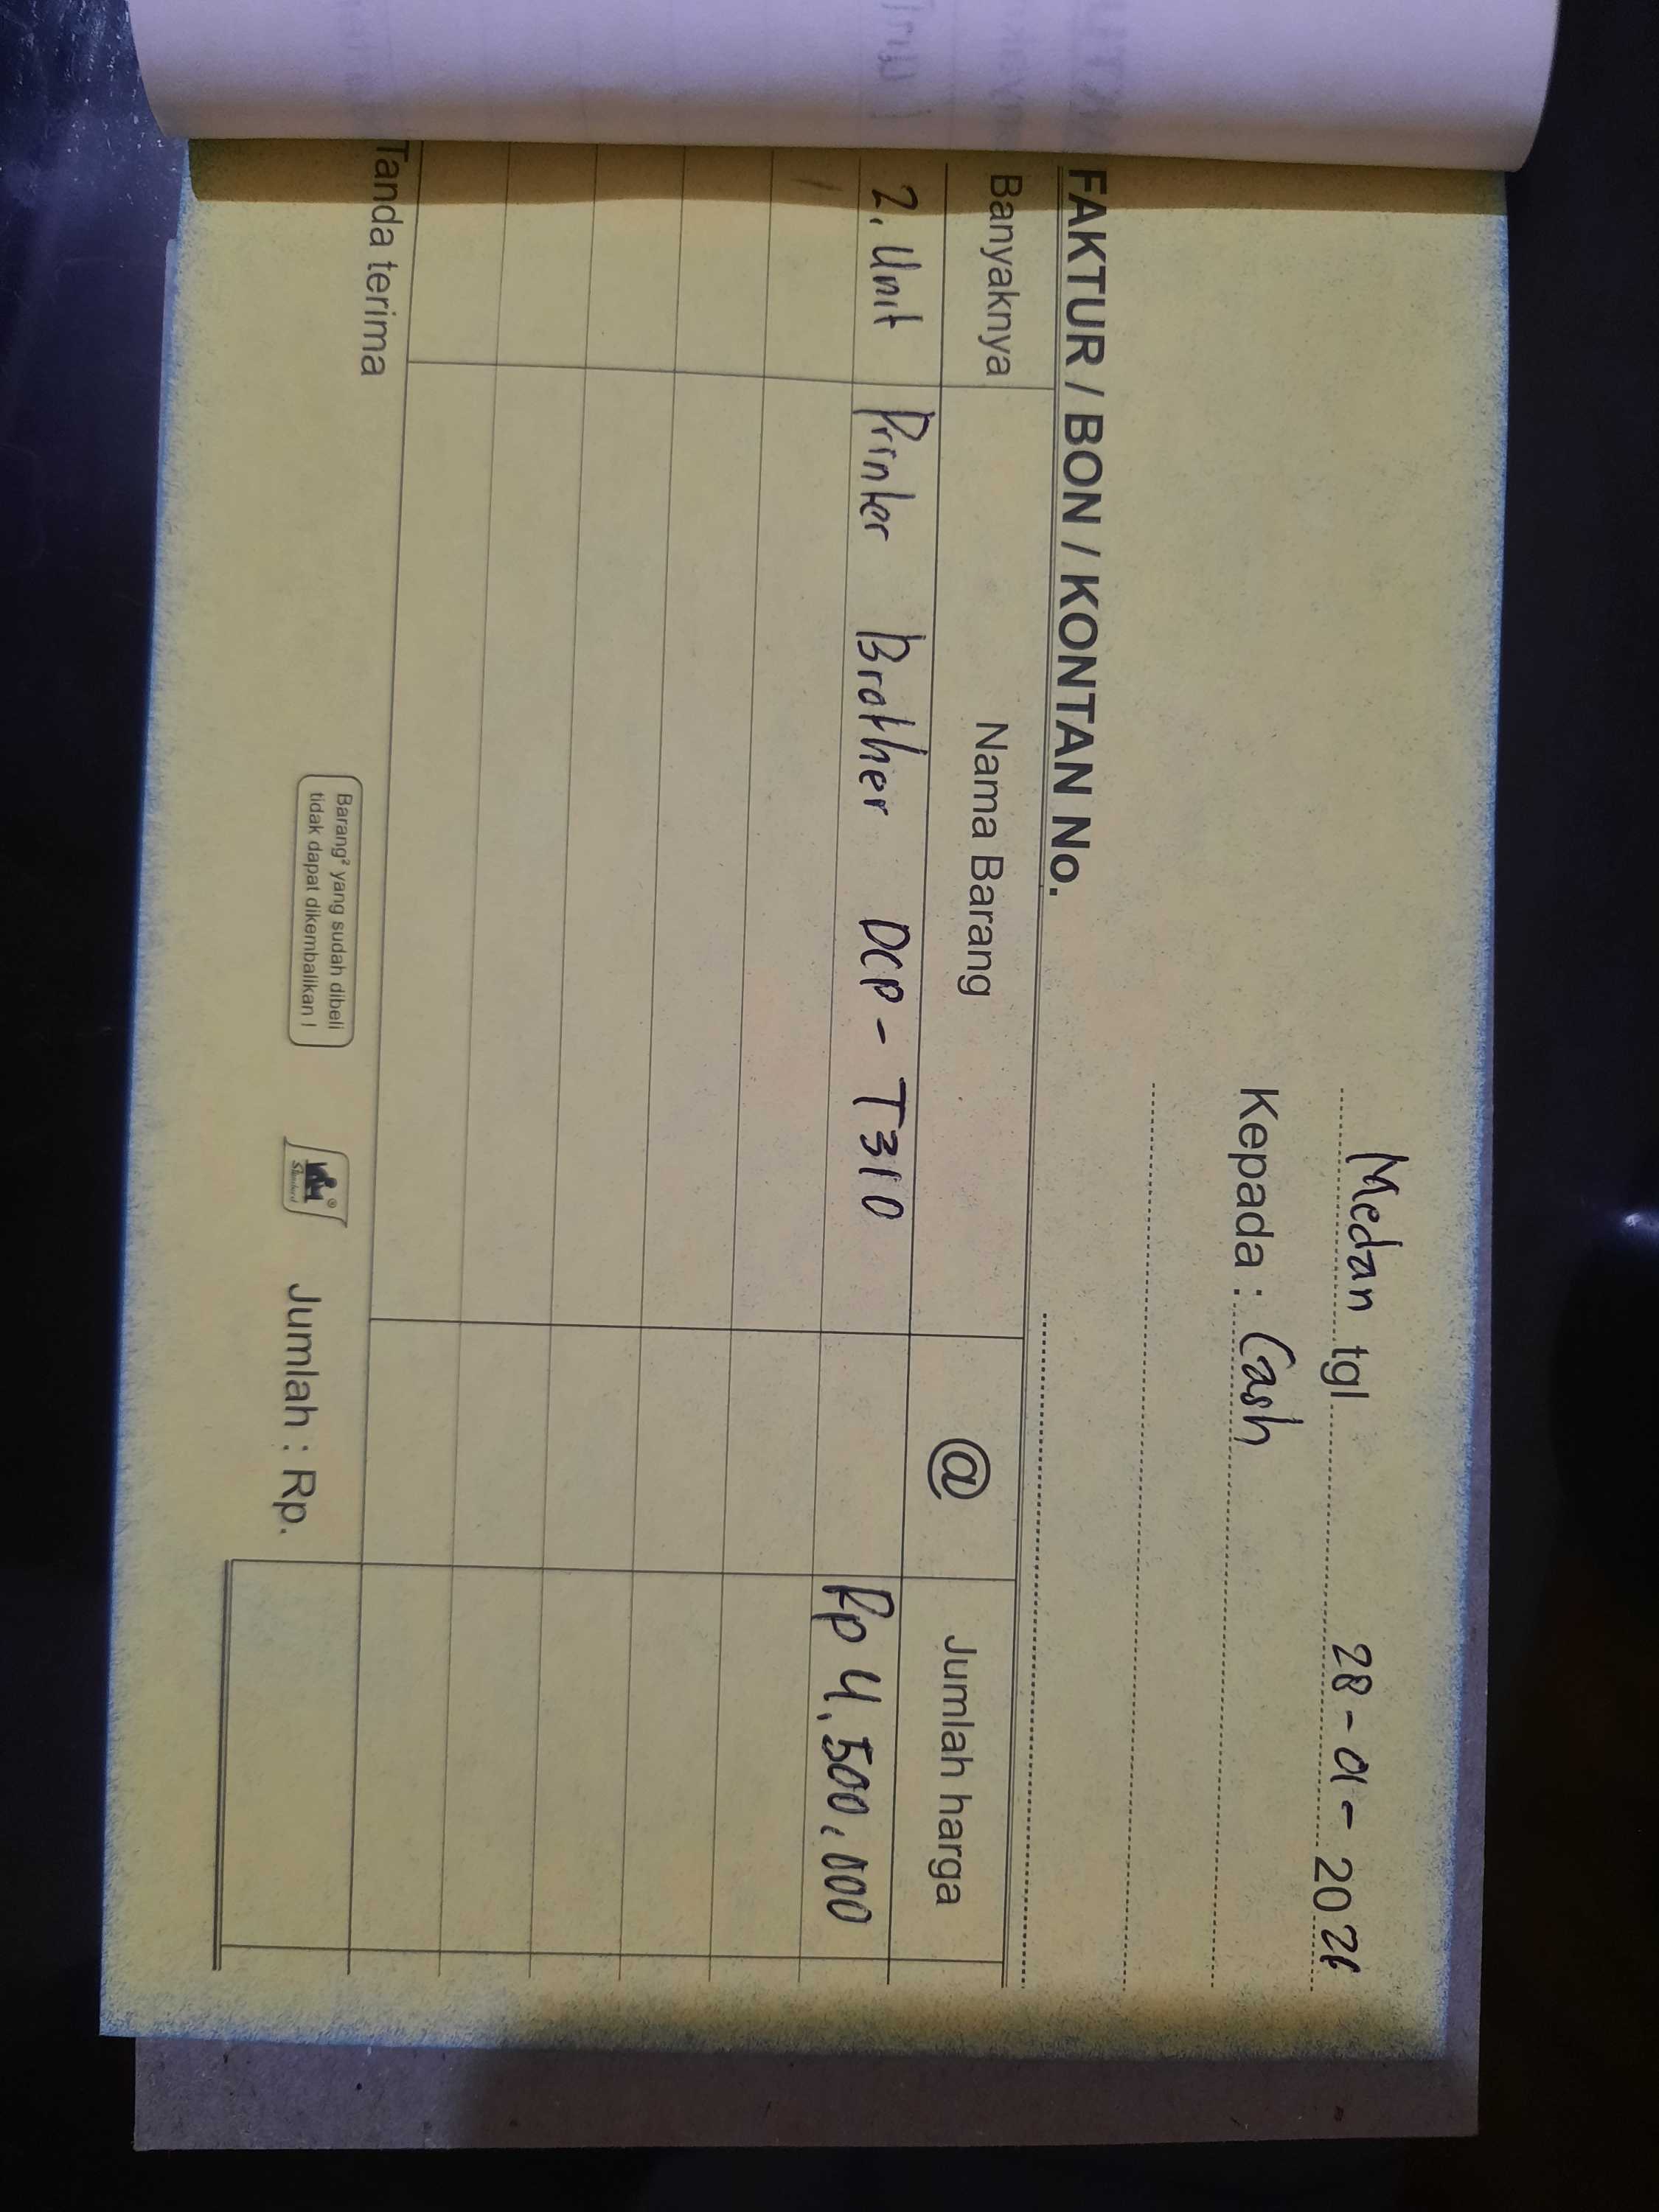 Medan tgl. 28-01-2026
Kepada : Cash
FAKTUR / BON / KONTAN No.
Banyaknya Nama Barang @ Jumlah harga
2. Unit Printer Brother DCP-T310 Rp 4.500.000
Tanda terima
Barang² yang sudah dibeli
tidak dapat dikembalikan !
Jumlah : Rp.